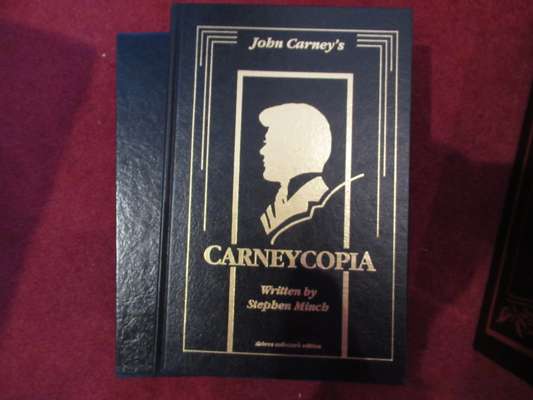 John Carney's
CARNEYCOPIA
Written by
Stephen Minch
deluxe collector's edition